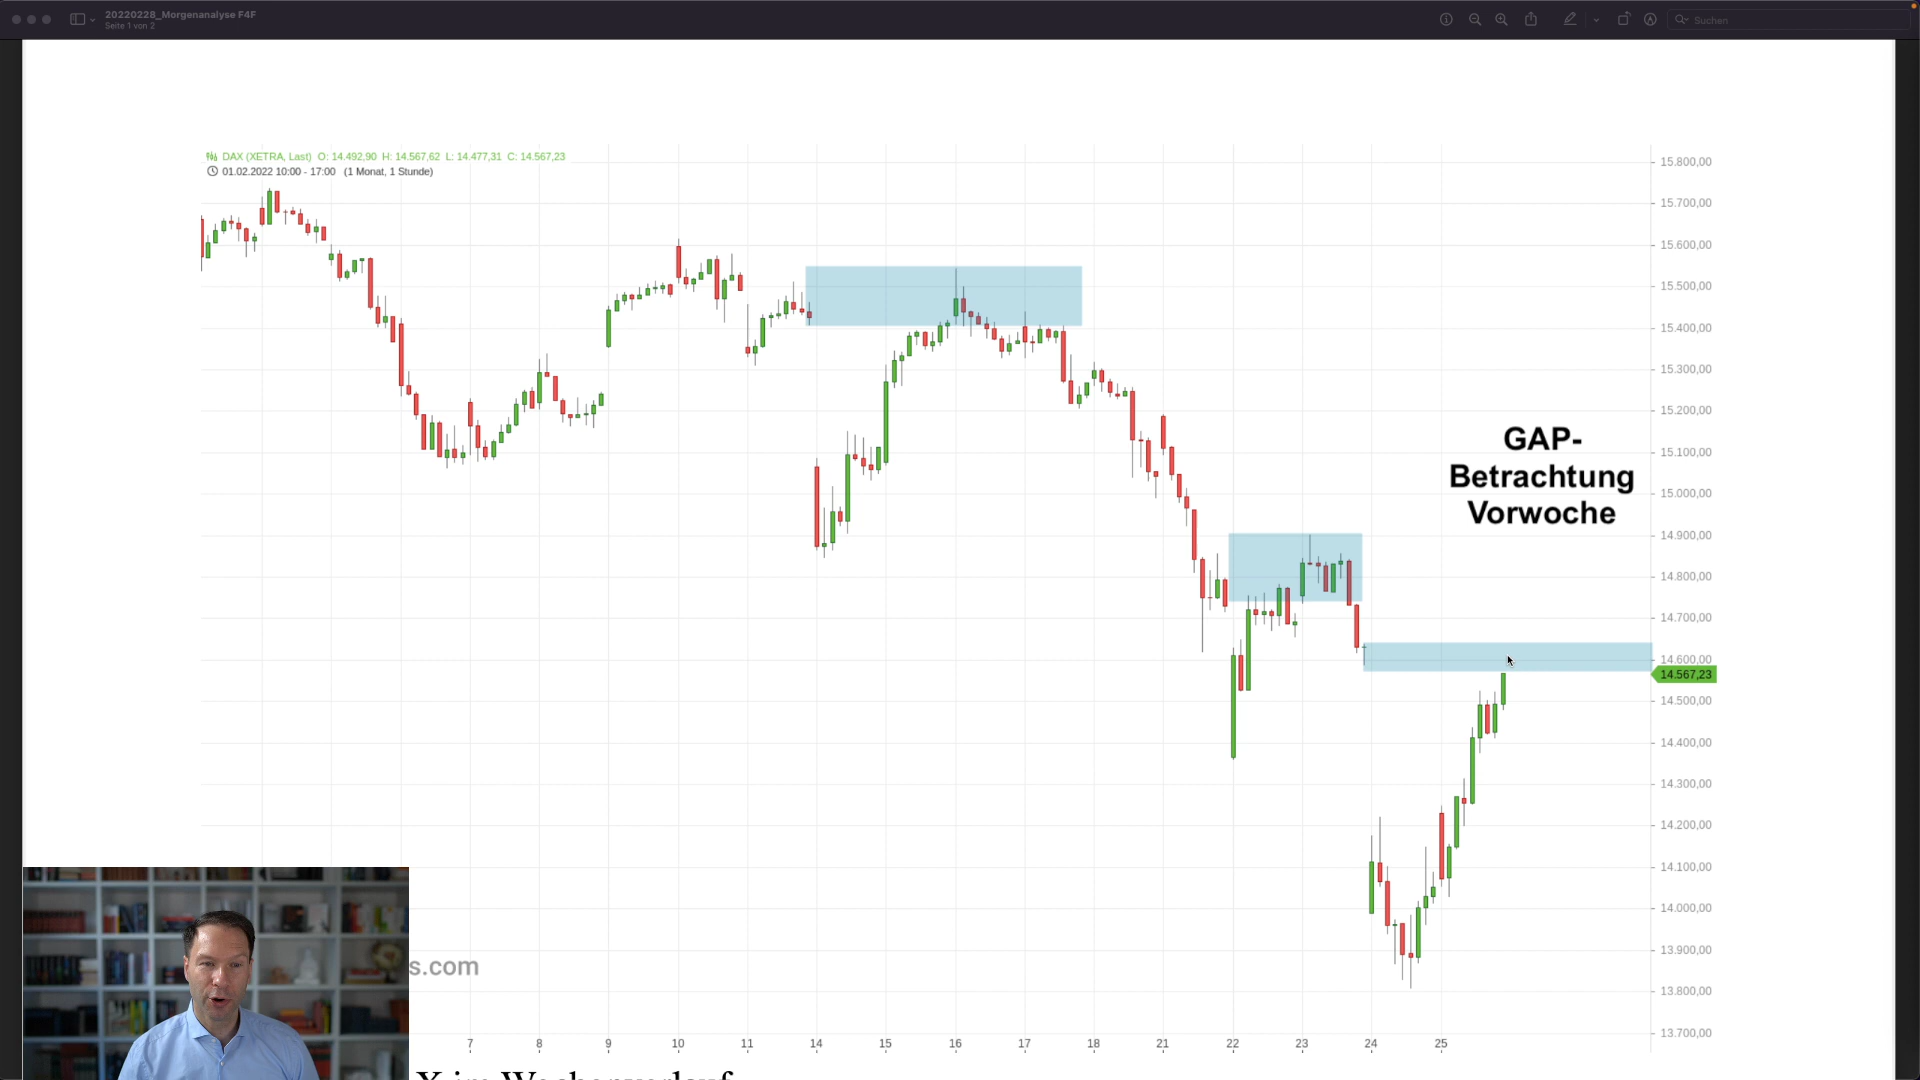 20220228_Morgenanalyse F4F
Seite 1 von 2
Suchen
DAX (XETRA, Last) O: 14.492,90 H: 14.567,62 L: 14.477,31 C: 14.567,23
01.02.2022 10:00 - 17:00 (1 Monat, 1 Stunde)
15.800,00
15.700,00
15.600,00
15.500,00
15.400,00
15.300,00
15.200,00
15.100,00
15.000,00
14.900,00
14.800,00
14.700,00
14.600,00
14.567,23
14.500,00
14.400,00
14.300,00
14.200,00
14.100,00
14.000,00
13.900,00
13.800,00
13.700,00
GAP-
Betrachtung
Vorwoche
s.com
7 8 9 10 11 14 15 16 17 18 21 22 23 24 25
X im Wochenverlauf